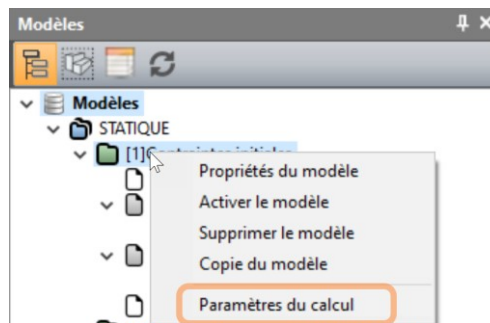 Modèles
Modèles
STATIQUE
[1]Contraintes initiales
Propriétés du modèle
Activer le modèle
Supprimer le modèle
Copie du modèle
Paramètres du calcul